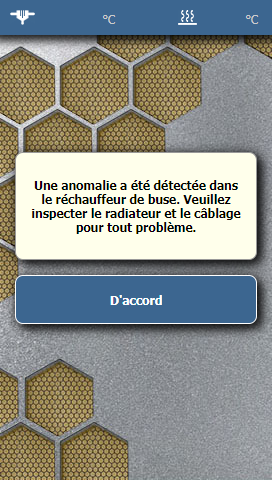 °C °C
Une anomalie a été détectée dans
le réchauffeur de buse. Veuillez
inspecter le radiateur et le câblage
pour tout problème.
D'accord